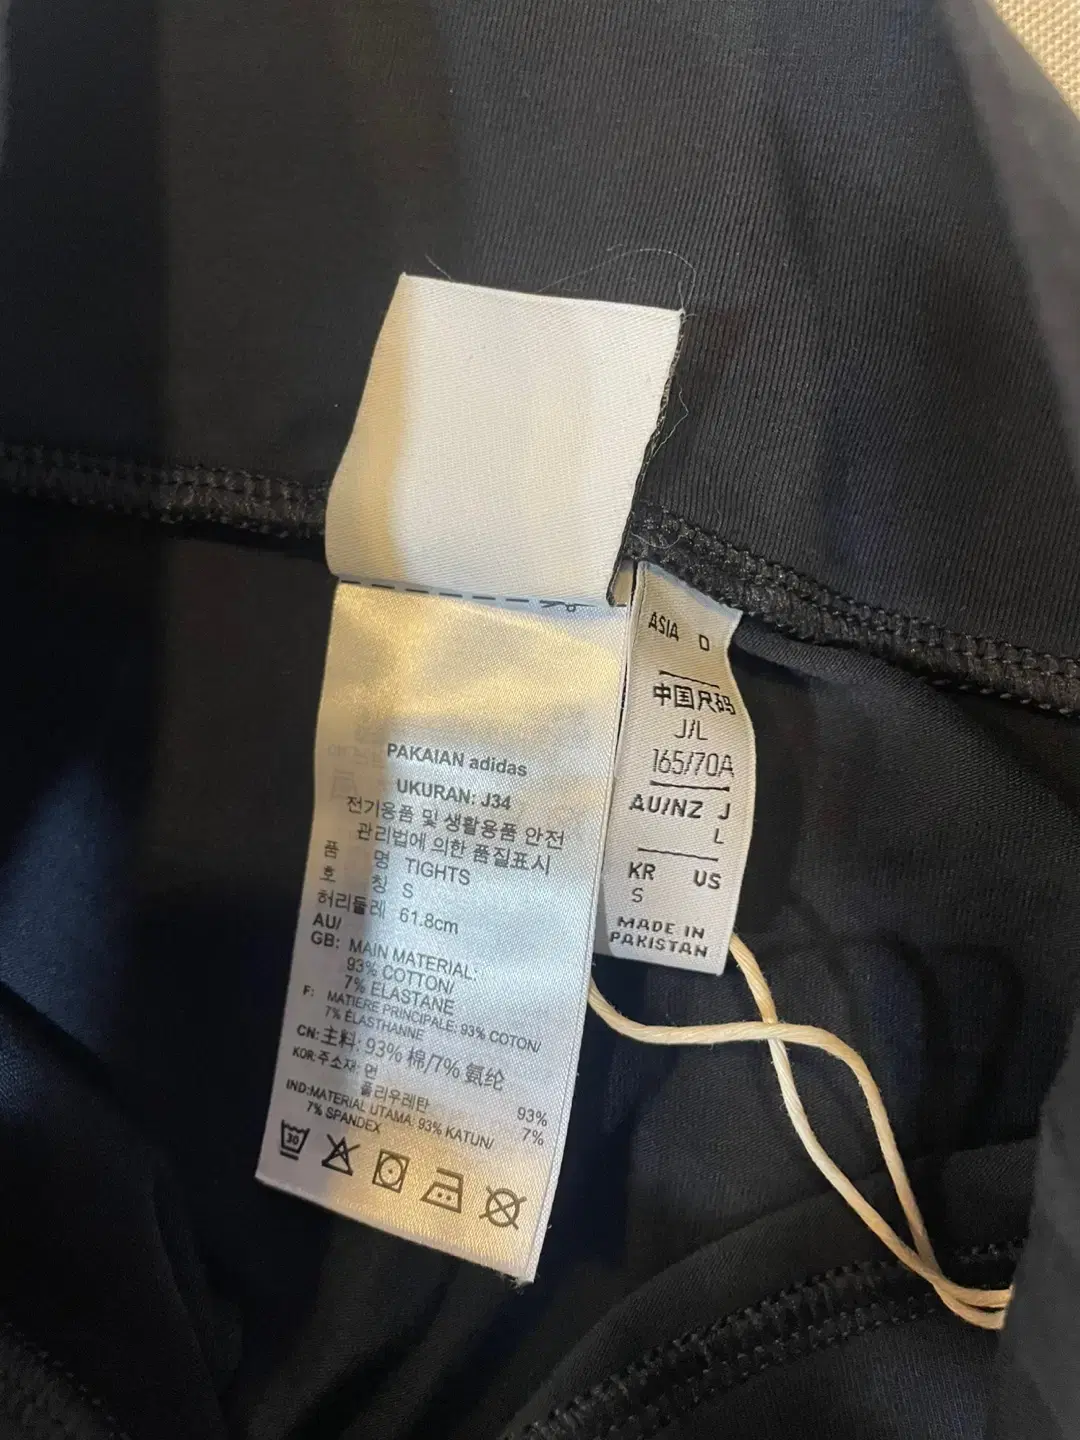 PAKAIAN adidas
UKURAN: J34
전기용품 및 생활용품 안전
관리법에 의한 품질표시
품 명 TIGHTS
호 칭 S
허리둘레 61.8cm
AU/
GB: MAIN MATERIAL:
93% COTTON/
7% ELASTANE
F: MATIERE PRINCIPALE: 93% COTON/
7% ÉLASTHANNE
CN: 主料: 93% 棉/7% 氨纶
KOR: 주소재: 면 93%
폴리우레탄 7%
IND: MATERIAL UTAMA: 93% KATUN/
7% SPANDEX
30
ASIA O
中国尺码
J/L
165/70A
AU/NZ J
L
KR US
S
MADE IN
PAKISTAN